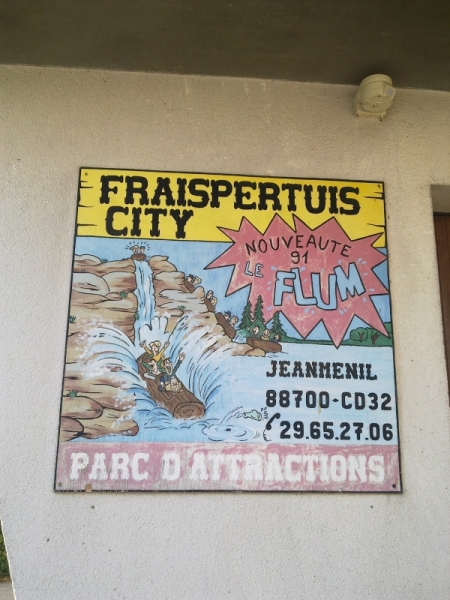 FRAISPERTUIS
CITY
NOUVEAUTE
91
LE FLUM
JEANMENIL
88700-CD32
29.65.27.06
PARC D ATTRACTIONS